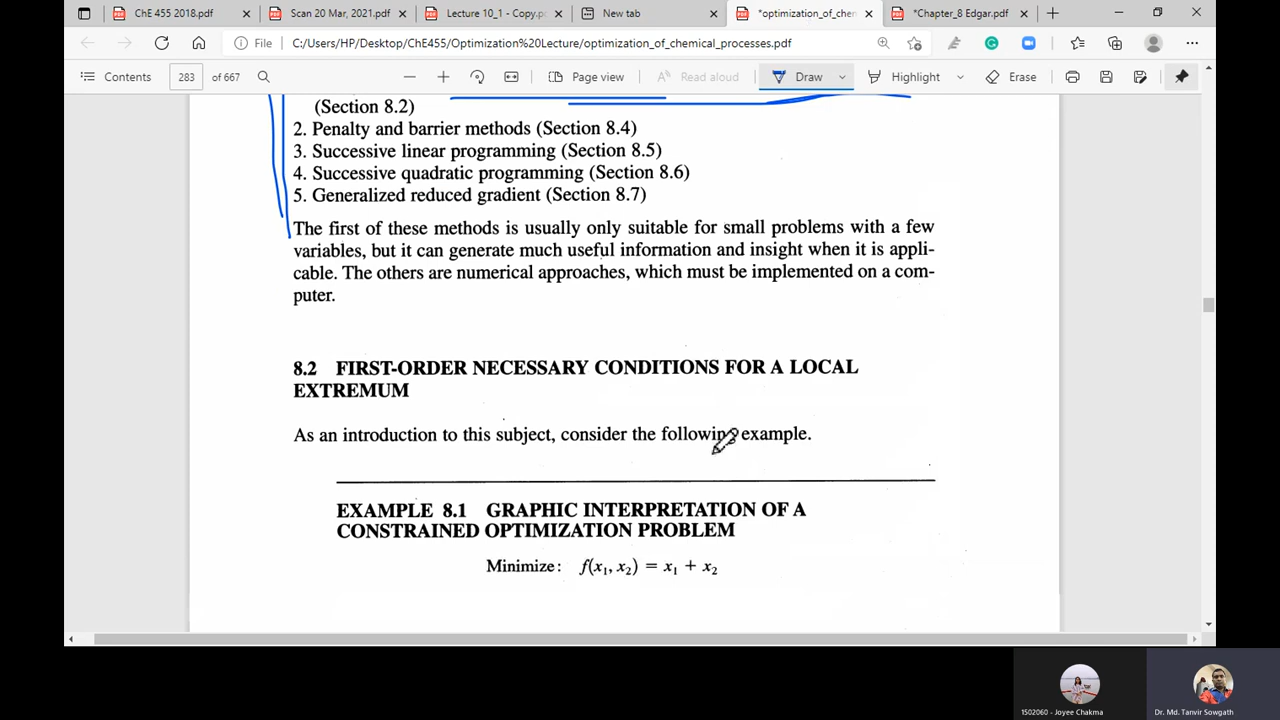 ChE 455 2018.pdf
Scan 20 Mar, 2021.pdf
Lecture 10_1 - Copy.p
New tab
*optimization_of_chen
*Chapter_8 Edgar.pdf
File
C:/Users/HP/Desktop/ChE455/Optimization%20Lecture/optimization_of_chemical_processes.pdf
Contents
283
of 667
Page view
Read aloud
Draw
Highlight
Erase
(Section 8.2)
2. Penalty and barrier methods (Section 8.4)
3. Successive linear programming (Section 8.5)
4. Successive quadratic programming (Section 8.6)
5. Generalized reduced gradient (Section 8.7)
The first of these methods is usually only suitable for small problems with a few
variables, but it can generate much useful information and insight when it is appli-
cable. The others are numerical approaches, which must be implemented on a com-
puter.
8.2 FIRST-ORDER NECESSARY CONDITIONS FOR A LOCAL
EXTREMUM
As an introduction to this subject, consider the following example.
EXAMPLE 8.1 GRAPHIC INTERPRETATION OF A
CONSTRAINED OPTIMIZATION PROBLEM
Minimize: f(x₁, x₂) = x₁ + x₂
1502060 - Joyee Chakma
Dr. Md. Tanvir Sowgath